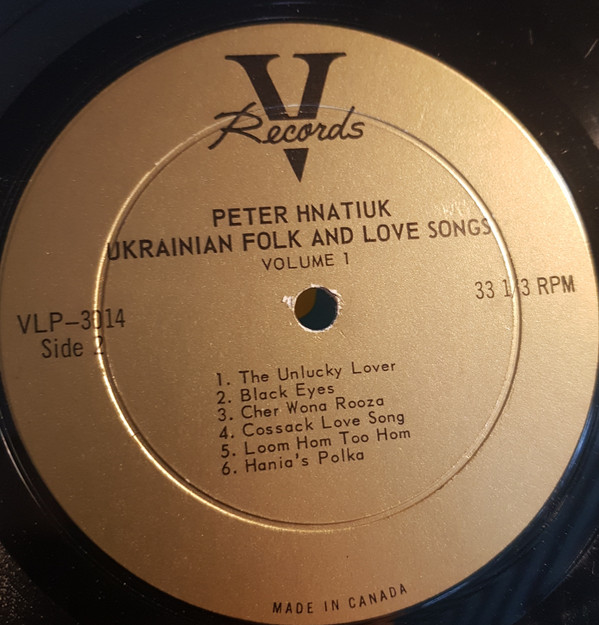 V
Records
PETER HNATIUK
UKRAINIAN FOLK AND LOVE SONGS
VOLUME 1
33 1/3 RPM
VLP-3014
Side 2
1. The Unlucky Lover
2. Black Eyes
3. Cher Wona Rooza
4. Cossack Love Song
5. Loom Hom Too Hom
6. Hania's Polka
MADE IN CANADA